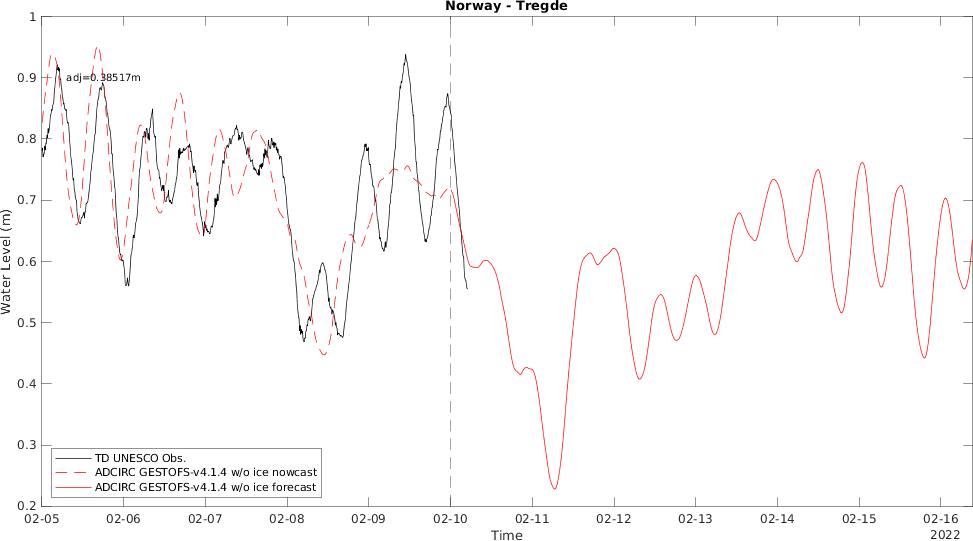 Norway - Tregde
Water Level (m)
1
0.9
0.8
0.7
0.6
0.5
0.4
0.3
0.2
adj=0.38517m
TD UNESCO Obs.
ADCIRC GESTOFS-v4.1.4 w/o ice nowcast
ADCIRC GESTOFS-v4.1.4 w/o ice forecast
02-05 02-06 02-07 02-08 02-09 02-10 02-11 02-12 02-13 02-14 02-15 02-16
Time
2022